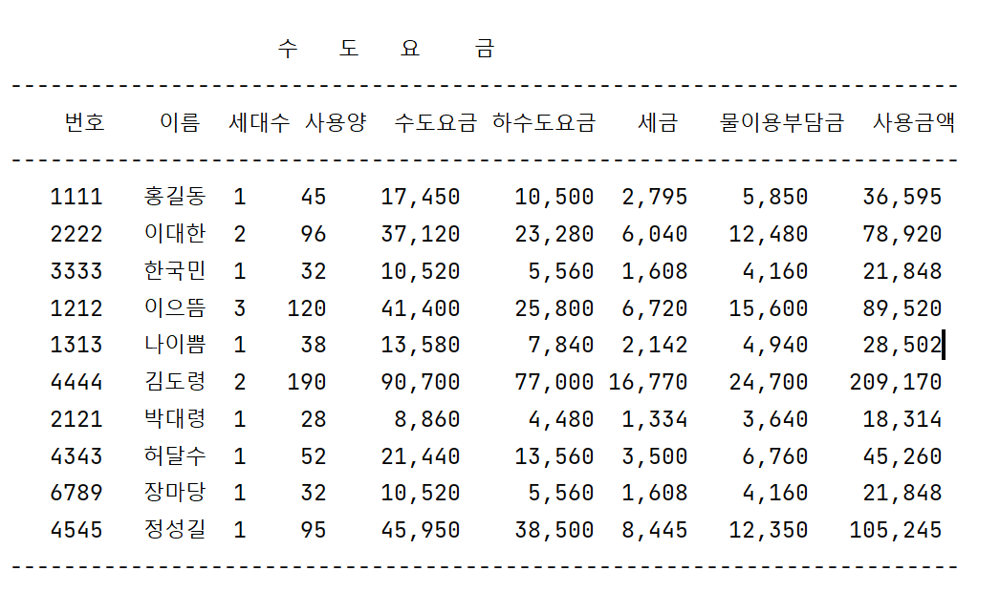 수 도 요 금
---------------------------------------------------------------------
번호 이름 세대수 사용양 수도요금 하수도요금 세금 물이용부담금 사용금액
---------------------------------------------------------------------
1111 홍길동 1 45 17,450 10,500 2,795 5,850 36,595
2222 이대한 2 96 37,120 23,280 6,040 12,480 78,920
3333 한국민 1 32 10,520 5,560 1,608 4,160 21,848
1212 이으뜸 3 120 41,400 25,800 6,720 15,600 89,520
1313 나이쁨 1 38 13,580 7,840 2,142 4,940 28,502
4444 김도령 2 190 90,700 77,000 16,770 24,700 209,170
2121 박대령 1 28 8,860 4,480 1,334 3,640 18,314
4343 허달수 1 52 21,440 13,560 3,500 6,760 45,260
6789 장마당 1 32 10,520 5,560 1,608 4,160 21,848
4545 정성길 1 95 45,950 38,500 8,445 12,350 105,245
---------------------------------------------------------------------